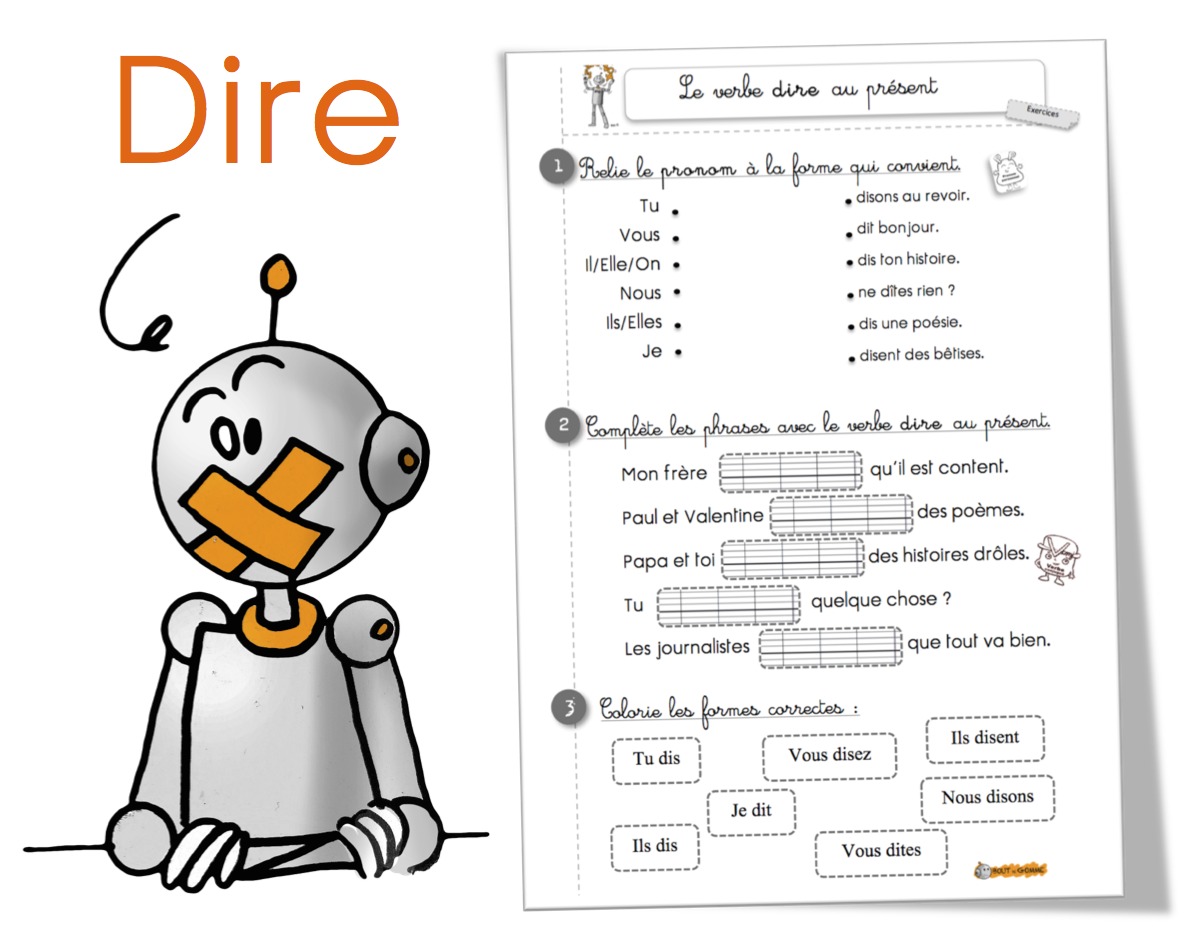 Dire
Le verbe dire au présent
Exercices
1 Relie le pronom à la forme qui convient.
Tu • • disons au revoir.
Vous • • dit bonjour.
Il/Elle/On • • dis ton histoire.
Nous • • ne dîtes rien ?
Ils/Elles • • dis une poésie.
Je • • disent des bêtises.
2 Complète les phrases avec le verbe dire au présent.
Mon frère qu'il est content.
Paul et Valentine des poèmes.
Papa et toi des histoires drôles.
Verbe
Tu quelque chose ?
Les journalistes que tout va bien.
3 Colorie les formes correctes :
Tu dis
Vous disez
Ils disent
Je dit
Nous disons
Ils dis
Vous dites
BOUT DE GOMME